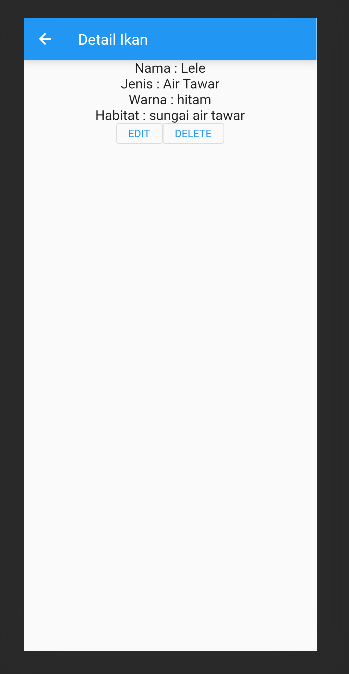 Detail Ikan
Nama : Lele
Jenis : Air Tawar
Warna : hitam
Habitat : sungai air tawar
EDIT DELETE